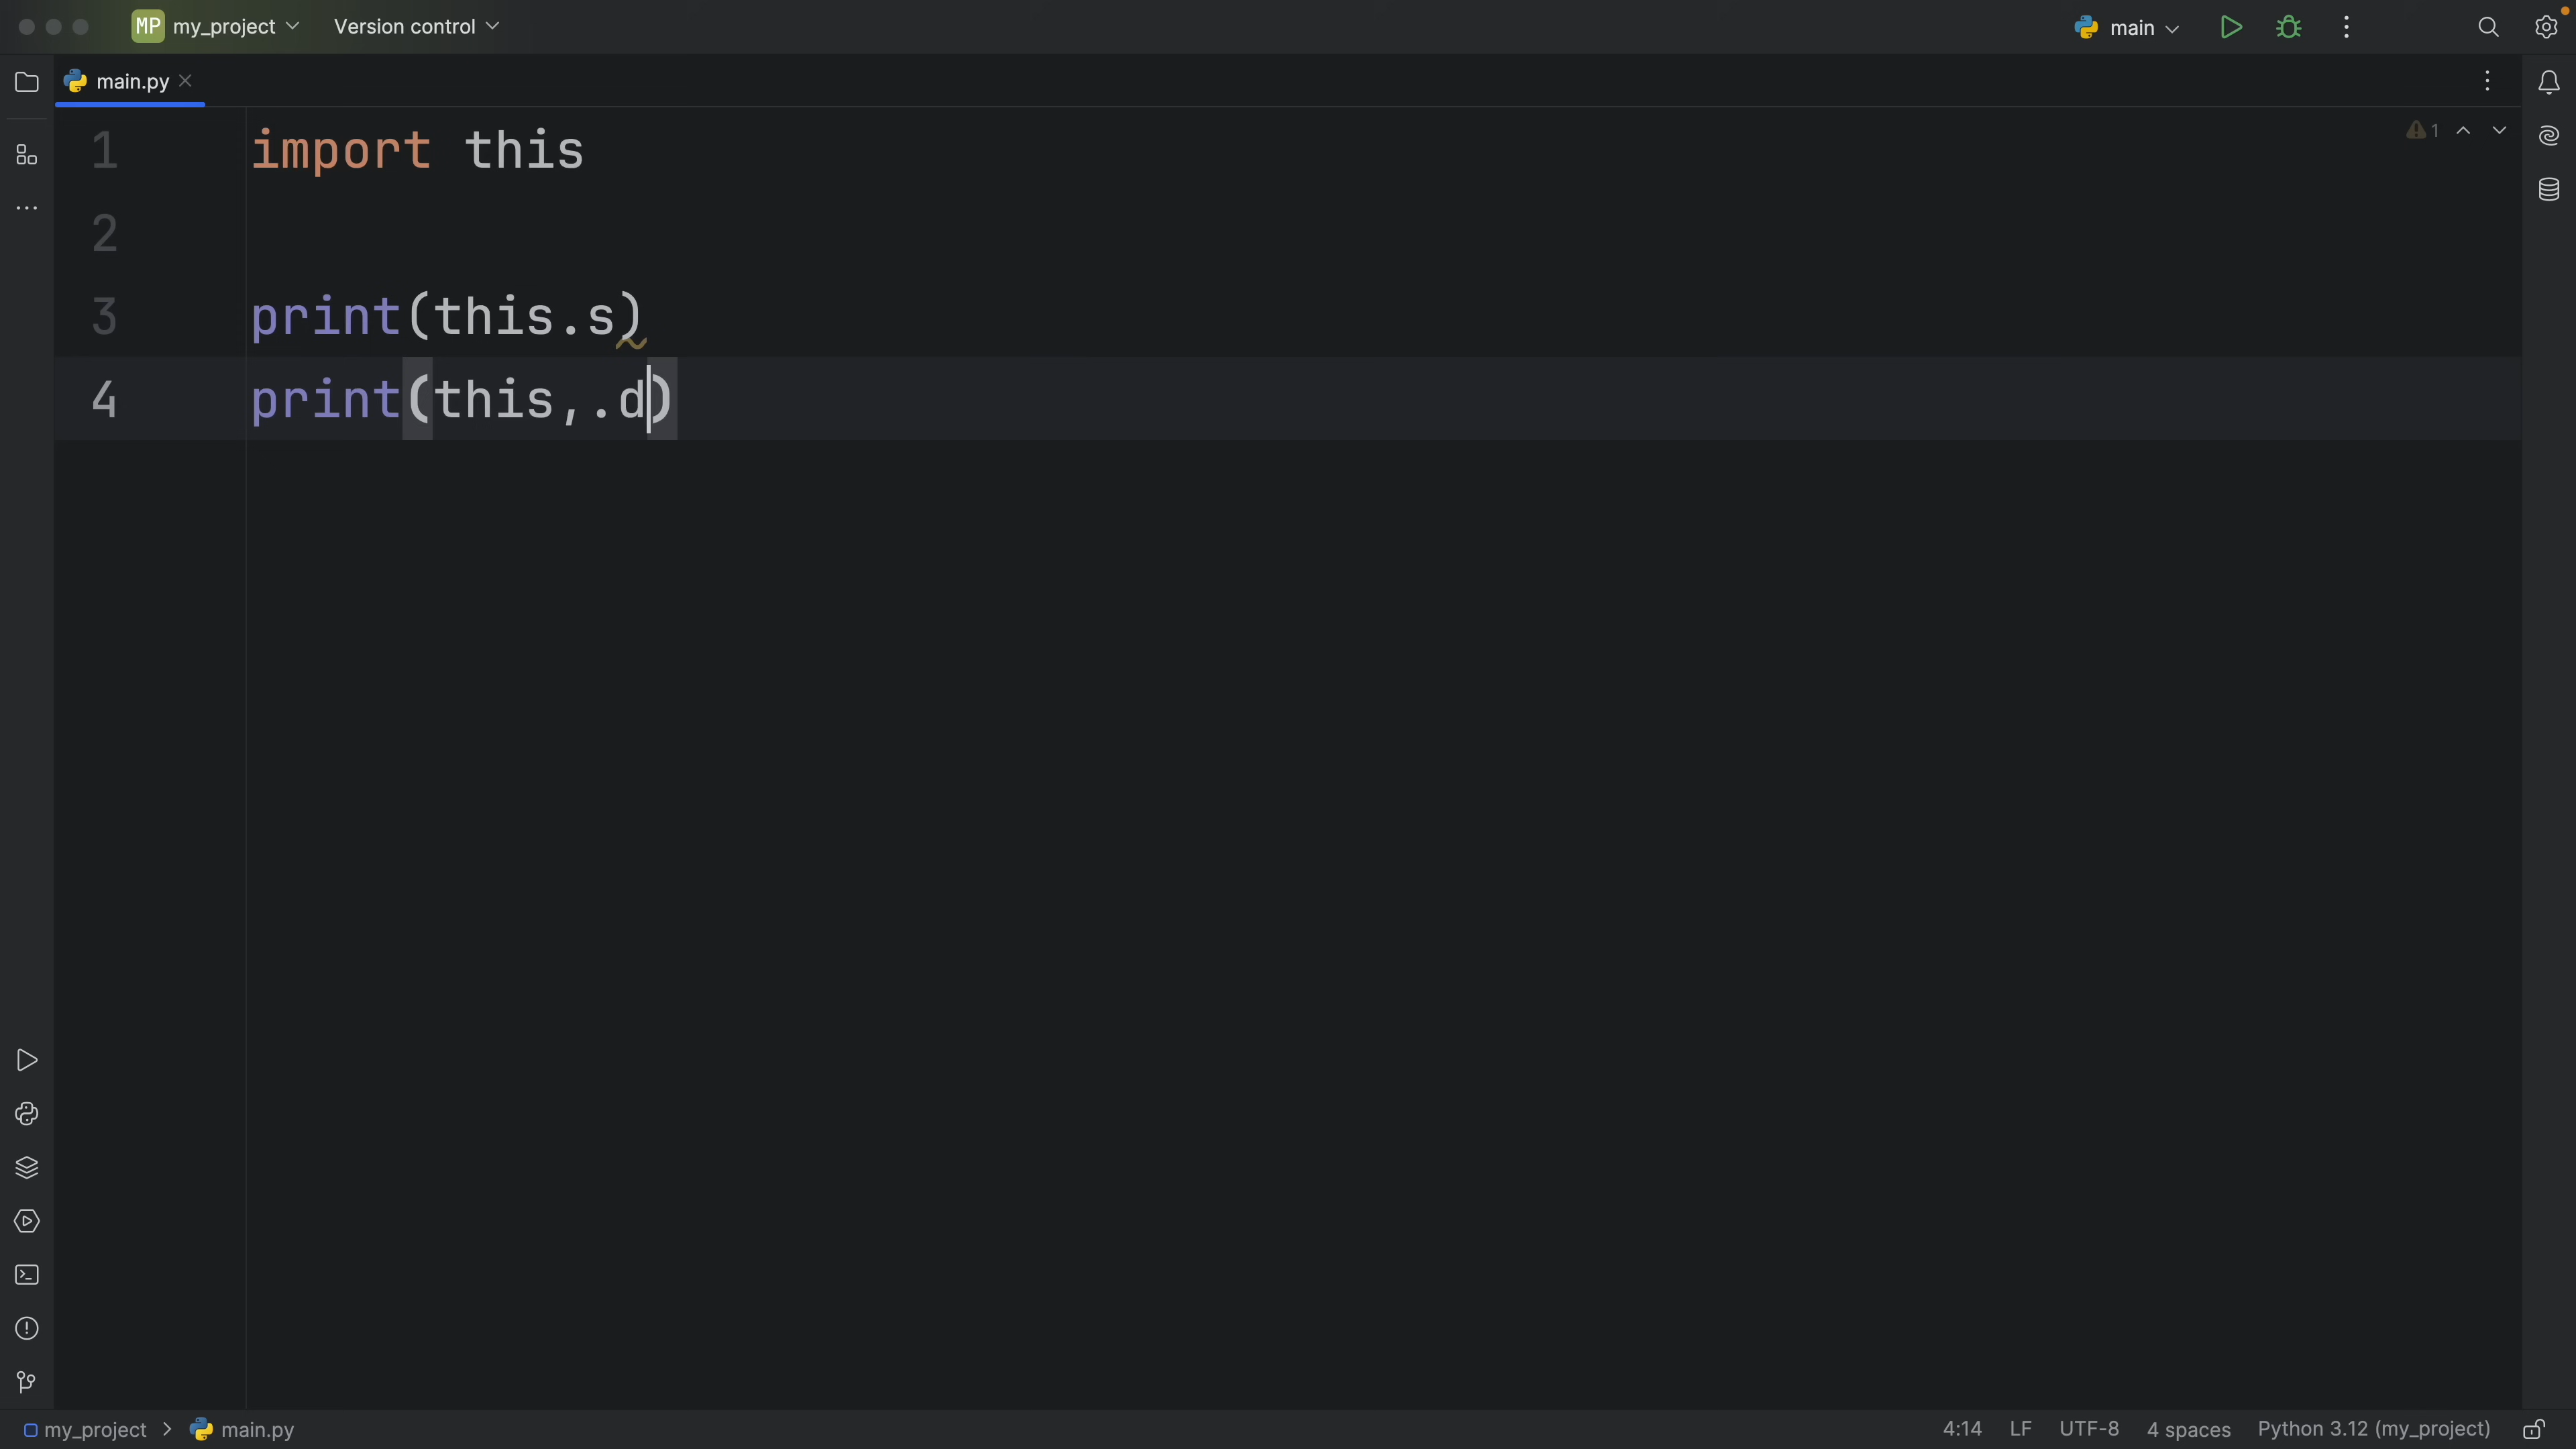 MP my_project Version control main
main.py
1 import this
1
2
3 print(this.s)
4 print(this,.d)
my_project > main.py 4:14 LF UTF-8 4 spaces Python 3.12 (my_project)